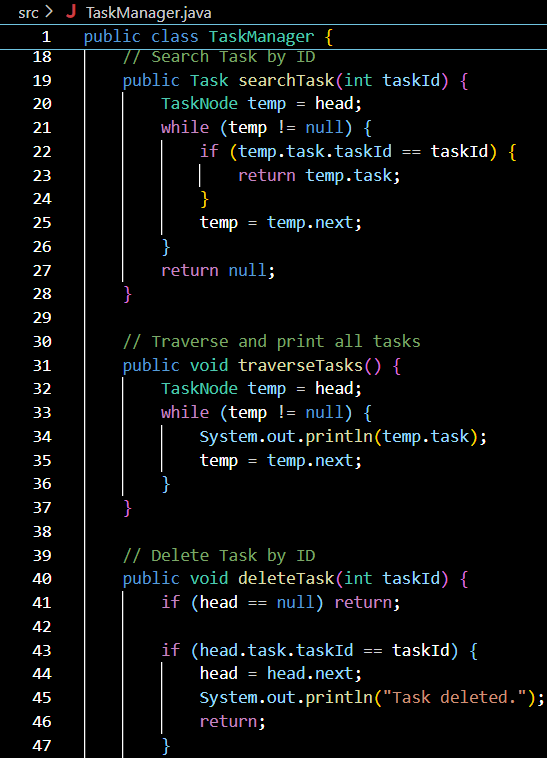 src > J TaskManager.java
1 public class TaskManager {
18     // Search Task by ID
19     public Task searchTask(int taskId) {
20         TaskNode temp = head;
21         while (temp != null) {
22             if (temp.task.taskId == taskId) {
23                 return temp.task;
24             }
25             temp = temp.next;
26         }
27         return null;
28     }
29
30     // Traverse and print all tasks
31     public void traverseTasks() {
32         TaskNode temp = head;
33         while (temp != null) {
34             System.out.println(temp.task);
35             temp = temp.next;
36         }
37     }
38
39     // Delete Task by ID
40     public void deleteTask(int taskId) {
41         if (head == null) return;
42
43         if (head.task.taskId == taskId) {
44             head = head.next;
45             System.out.println("Task deleted.");
46             return;
47         }